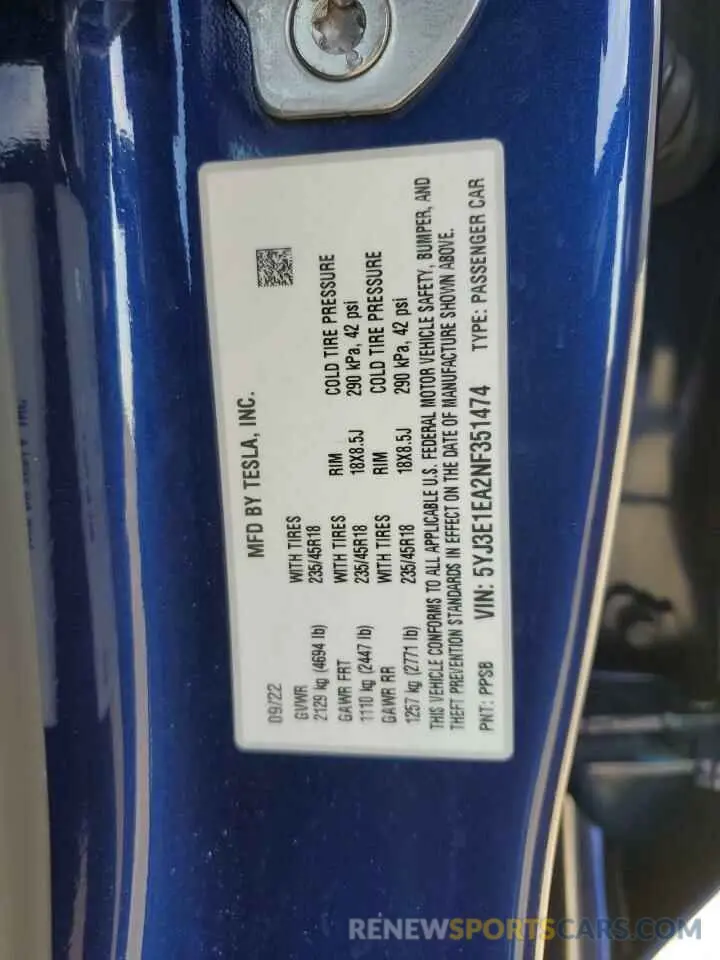 MFD BY TESLA, INC.
09/22
GVWR WITH TIRES RIM COLD TIRE PRESSURE
2129 kg (4694 lb) 235/45R18 18X8.5J 290 kPa, 42 psi
GAWR FRT WITH TIRES RIM COLD TIRE PRESSURE
1110 kg (2447 lb) 235/45R18 18X8.5J 290 kPa, 42 psi
GAWR RR WITH TIRES
1257 kg (2771 lb) 235/45R18
THIS VEHICLE CONFORMS TO ALL APPLICABLE U.S. FEDERAL MOTOR VEHICLE SAFETY, BUMPER, AND
THEFT PREVENTION STANDARDS IN EFFECT ON THE DATE OF MANUFACTURE SHOWN ABOVE.
PNT: PPSB VIN: 5YJ3E1EA2NF351474 TYPE: PASSENGER CAR
RENEWSPORTSCARS.COM